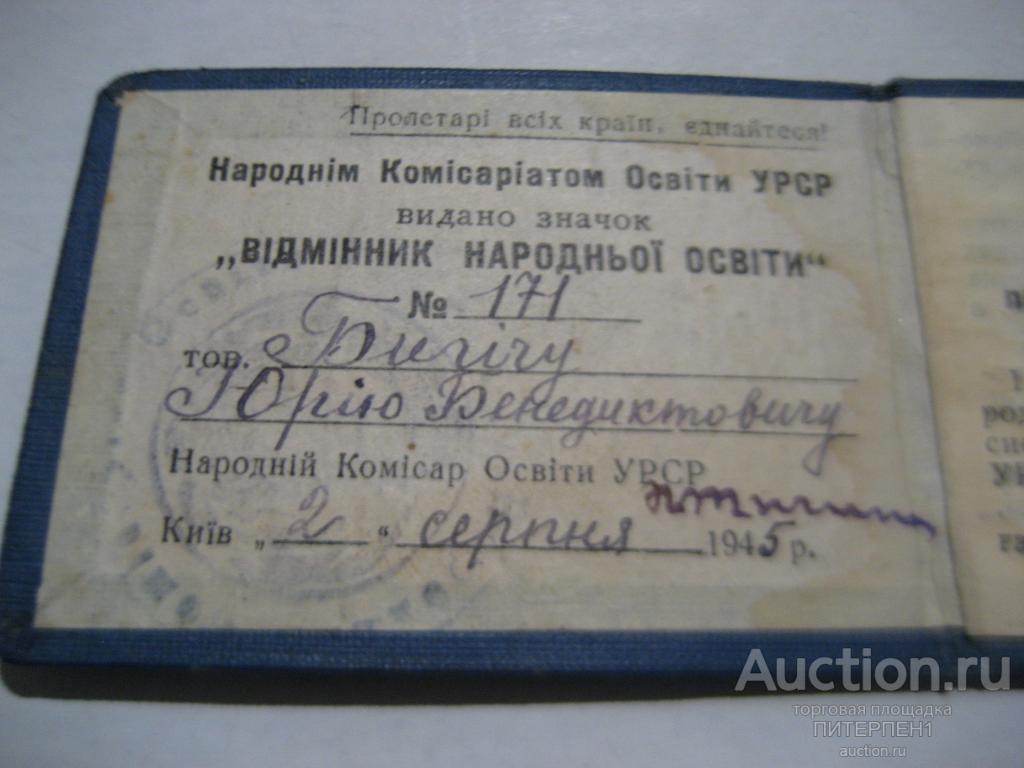 Пролетарі всіх країн, єднайтеся!
Народнім Комісаріатом Освіти УРСР
видано значок
„ВІДМІННИК НАРОДНЬОЇ ОСВІТИ“
№ 171
тов. Бигічу
Юрію Бенедиктовичу
Народній Комісар Освіти УРСР
Київ „2“ серпня 1945 р.
Auction.ru
торговая площадка
ПИТЕРПЕН1
auction.ru